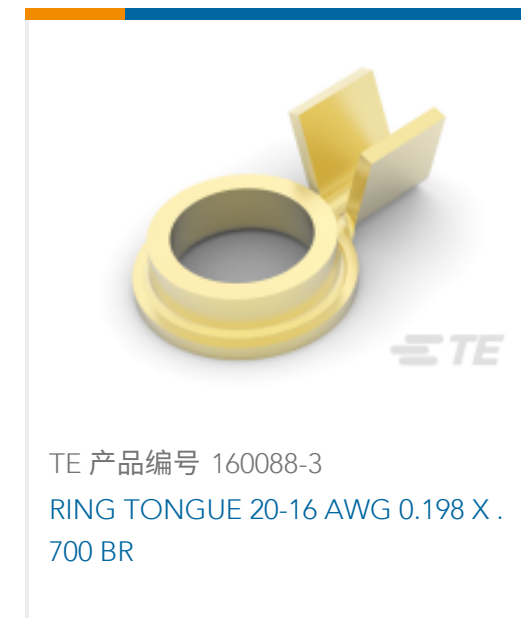 TE
TE 产品编号 160088-3
RING TONGUE 20-16 AWG 0.198 X .
700 BR